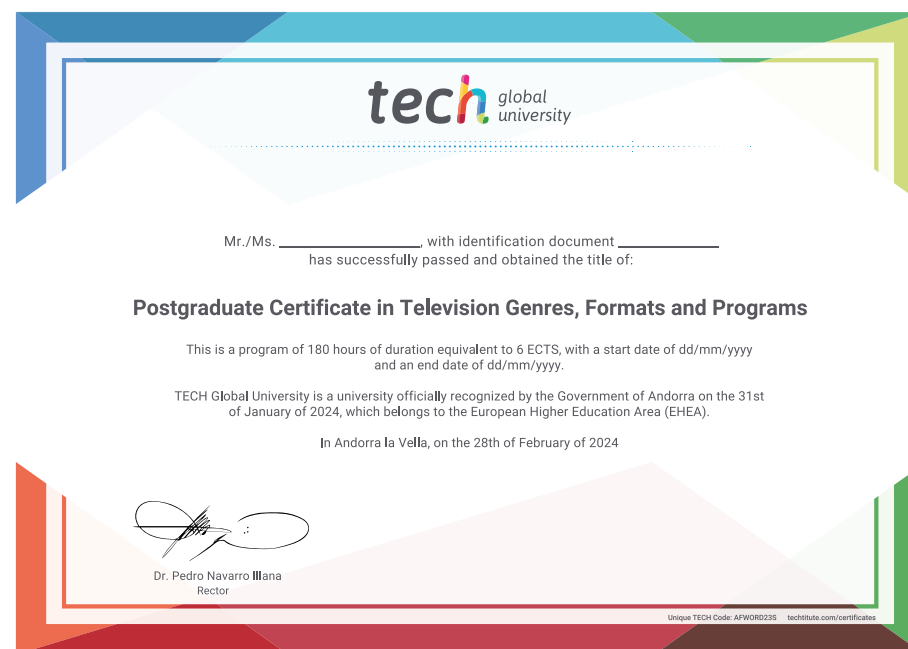 tech global
university
Mr./Ms. ____________, with identification document ____________
has successfully passed and obtained the title of:
Postgraduate Certificate in Television Genres, Formats and Programs
This is a program of 180 hours of duration equivalent to 6 ECTS, with a start date of dd/mm/yyyy
and an end date of dd/mm/yyyy.
TECH Global University is a university officially recognized by the Government of Andorra on the 31st
of January of 2024, which belongs to the European Higher Education Area (EHEA).
In Andorra la Vella, on the 28th of February of 2024
Dr. Pedro Navarro Illana
Rector
Unique TECH Code: AFWORD23S techtitute.com/certificates